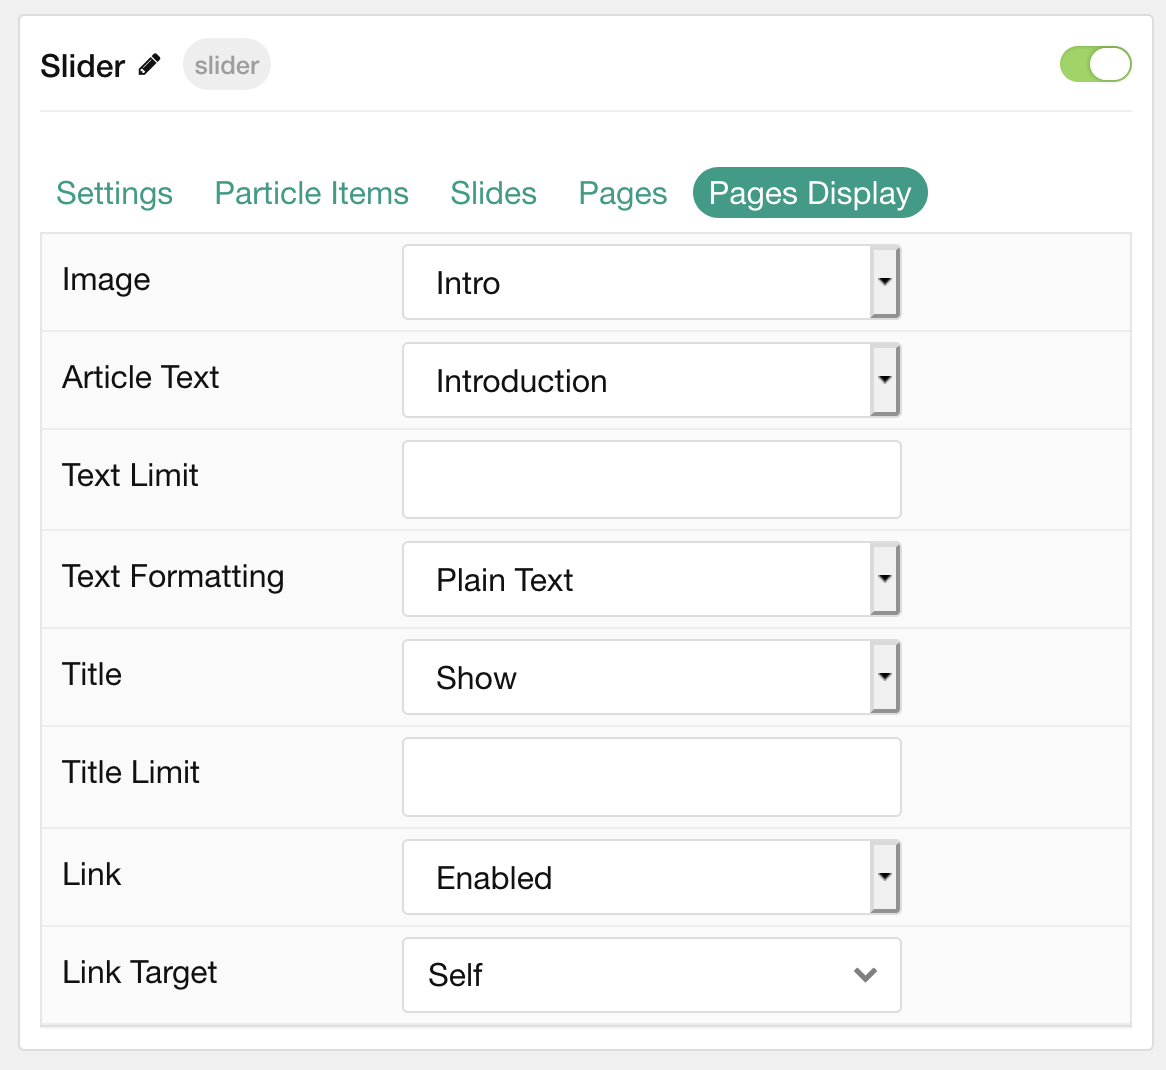 Slider slider
Settings Particle Items Slides Pages Pages Display
Image Intro
Article Text Introduction
Text Limit
Text Formatting Plain Text
Title Show
Title Limit
Link Enabled
Link Target Self